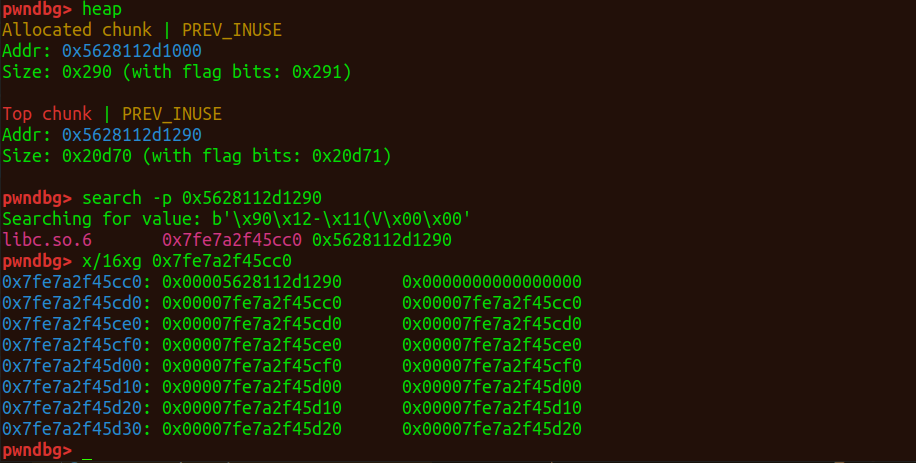 pwndbg> heap
Allocated chunk | PREV_INUSE
Addr: 0x5628112d1000
Size: 0x290 (with flag bits: 0x291)

Top chunk | PREV_INUSE
Addr: 0x5628112d1290
Size: 0x20d70 (with flag bits: 0x20d71)

pwndbg> search -p 0x5628112d1290
Searching for value: b'\x90\x12-\x11(V\x00\x00'
libc.so.6       0x7fe7a2f45cc0 0x5628112d1290
pwndbg> x/16xg 0x7fe7a2f45cc0
0x7fe7a2f45cc0: 0x00005628112d1290      0x0000000000000000
0x7fe7a2f45cd0: 0x00007fe7a2f45cc0      0x00007fe7a2f45cc0
0x7fe7a2f45ce0: 0x00007fe7a2f45cd0      0x00007fe7a2f45cd0
0x7fe7a2f45cf0: 0x00007fe7a2f45ce0      0x00007fe7a2f45ce0
0x7fe7a2f45d00: 0x00007fe7a2f45cf0      0x00007fe7a2f45cf0
0x7fe7a2f45d10: 0x00007fe7a2f45d00      0x00007fe7a2f45d00
0x7fe7a2f45d20: 0x00007fe7a2f45d10      0x00007fe7a2f45d10
0x7fe7a2f45d30: 0x00007fe7a2f45d20      0x00007fe7a2f45d20
pwndbg> _